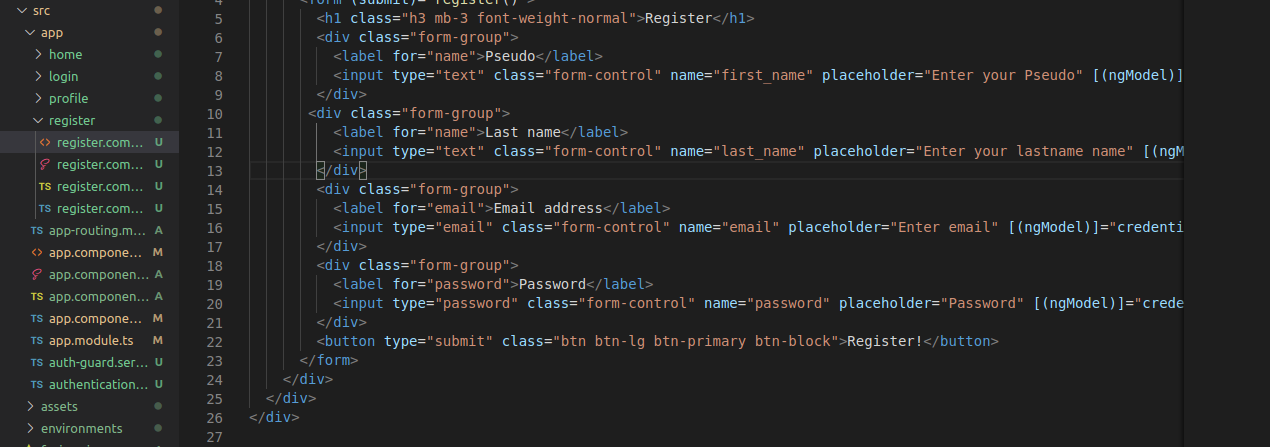 src
app
home
login
profile
register
register.com... U
register.com... U
TS register.com... U
TS register.com... U
TS app-routing.m... A
app.compone... M
app.componen... A
TS app.componen... A
TS app.compone... M
TS app.module.ts M
TS auth-guard.ser... U
TS authentication... U
assets
environments
4 <form (submit)="register()">
5 <h1 class="h3 mb-3 font-weight-normal">Register</h1>
6 <div class="form-group">
7 <label for="name">Pseudo</label>
8 <input type="text" class="form-control" name="first_name" placeholder="Enter your Pseudo" [(ngModel)]
9 </div>
10 <div class="form-group">
11 <label for="name">Last name</label>
12 <input type="text" class="form-control" name="last_name" placeholder="Enter your lastname name" [(ngM
13 </div>
14 <div class="form-group">
15 <label for="email">Email address</label>
16 <input type="email" class="form-control" name="email" placeholder="Enter email" [(ngModel)]="credenti
17 </div>
18 <div class="form-group">
19 <label for="password">Password</label>
20 <input type="password" class="form-control" name="password" placeholder="Password" [(ngModel)]="crede
21 </div>
22 <button type="submit" class="btn btn-lg btn-primary btn-block">Register!</button>
23 </form>
24 </div>
25 </div>
26 </div>
27